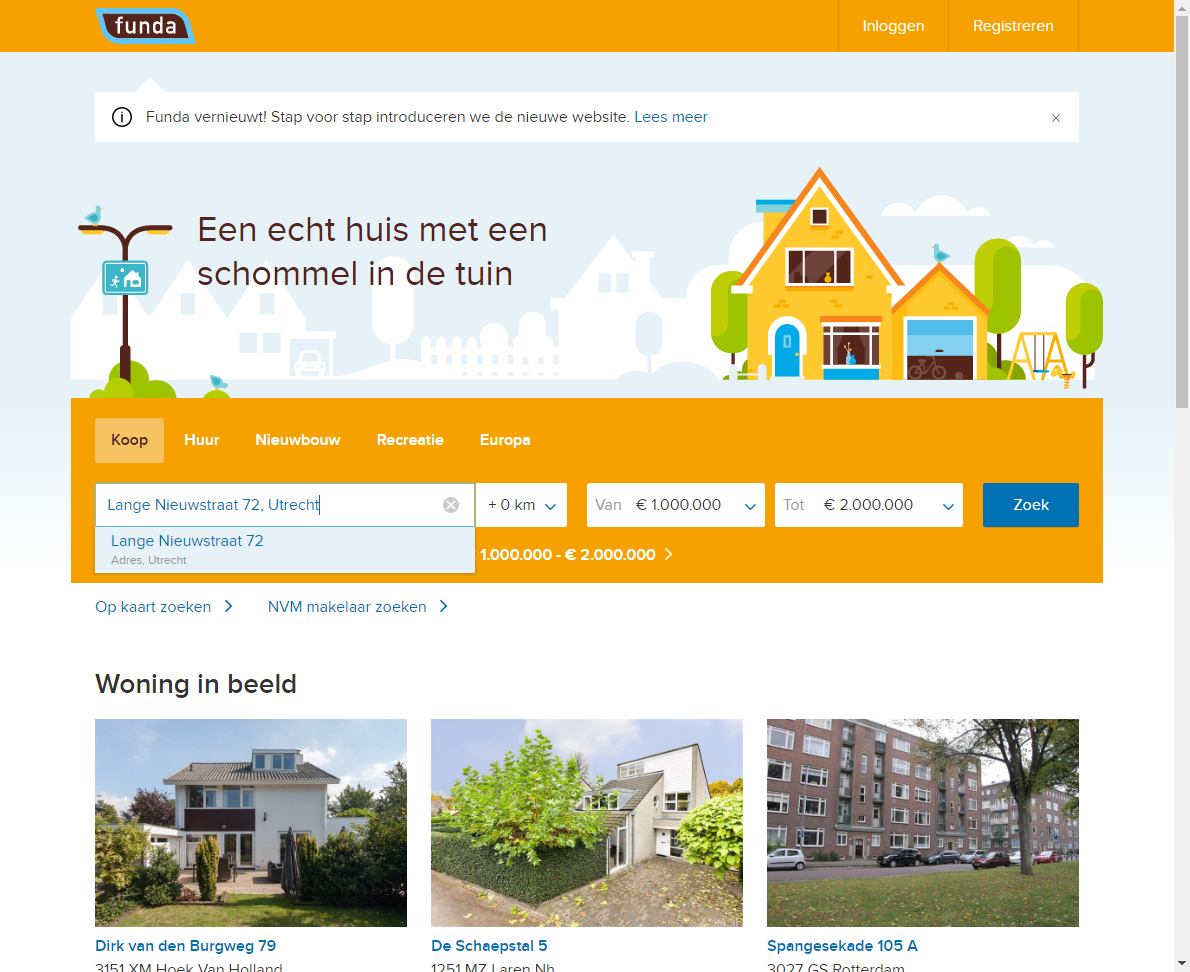 funda
Inloggen
Registreren
Funda vernieuwt! Stap voor stap introduceren we de nieuwe website. Lees meer
Een echt huis met een
schommel in de tuin
Koop
Huur
Nieuwbouw
Recreatie
Europa
Lange Nieuwstraat 72, Utrecht
+ 0 km
Van € 1.000.000
Tot € 2.000.000
Zoek
Lange Nieuwstraat 72
Adres, Utrecht
1.000.000 - € 2.000.000
Op kaart zoeken
NVM makelaar zoeken
Woning in beeld
Dirk van den Burgweg 79
De Schaepstal 5
Spangesekade 105 A
3151 XM Hoek Van Holland
1251 MZ Laren Nh
3027 GS Rotterdam